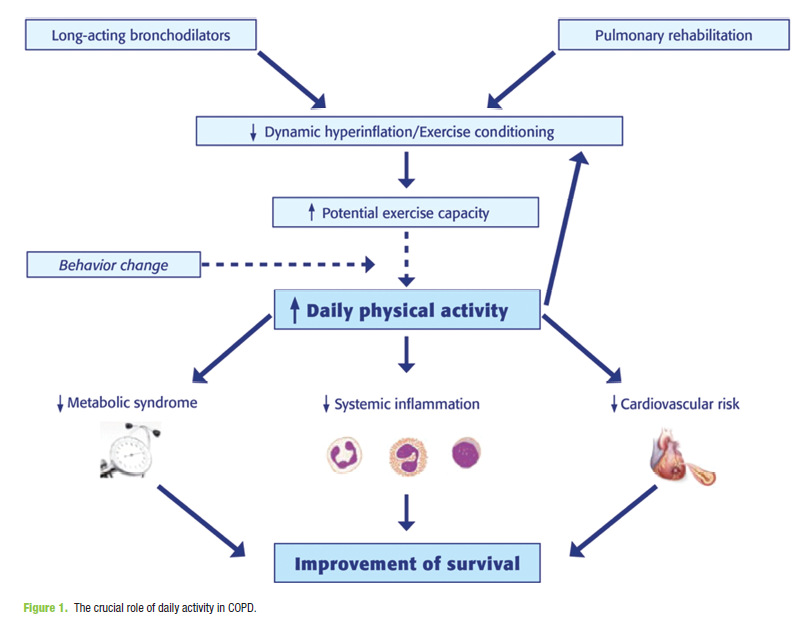 Long-acting bronchodilators
Pulmonary rehabilitation
↓ Dynamic hyperinflation/Exercise conditioning
↑ Potential exercise capacity
Behavior change
↑ Daily physical activity
↓ Metabolic syndrome
↓ Systemic inflammation
↓ Cardiovascular risk
Improvement of survival
Figure 1. The crucial role of daily activity in COPD.